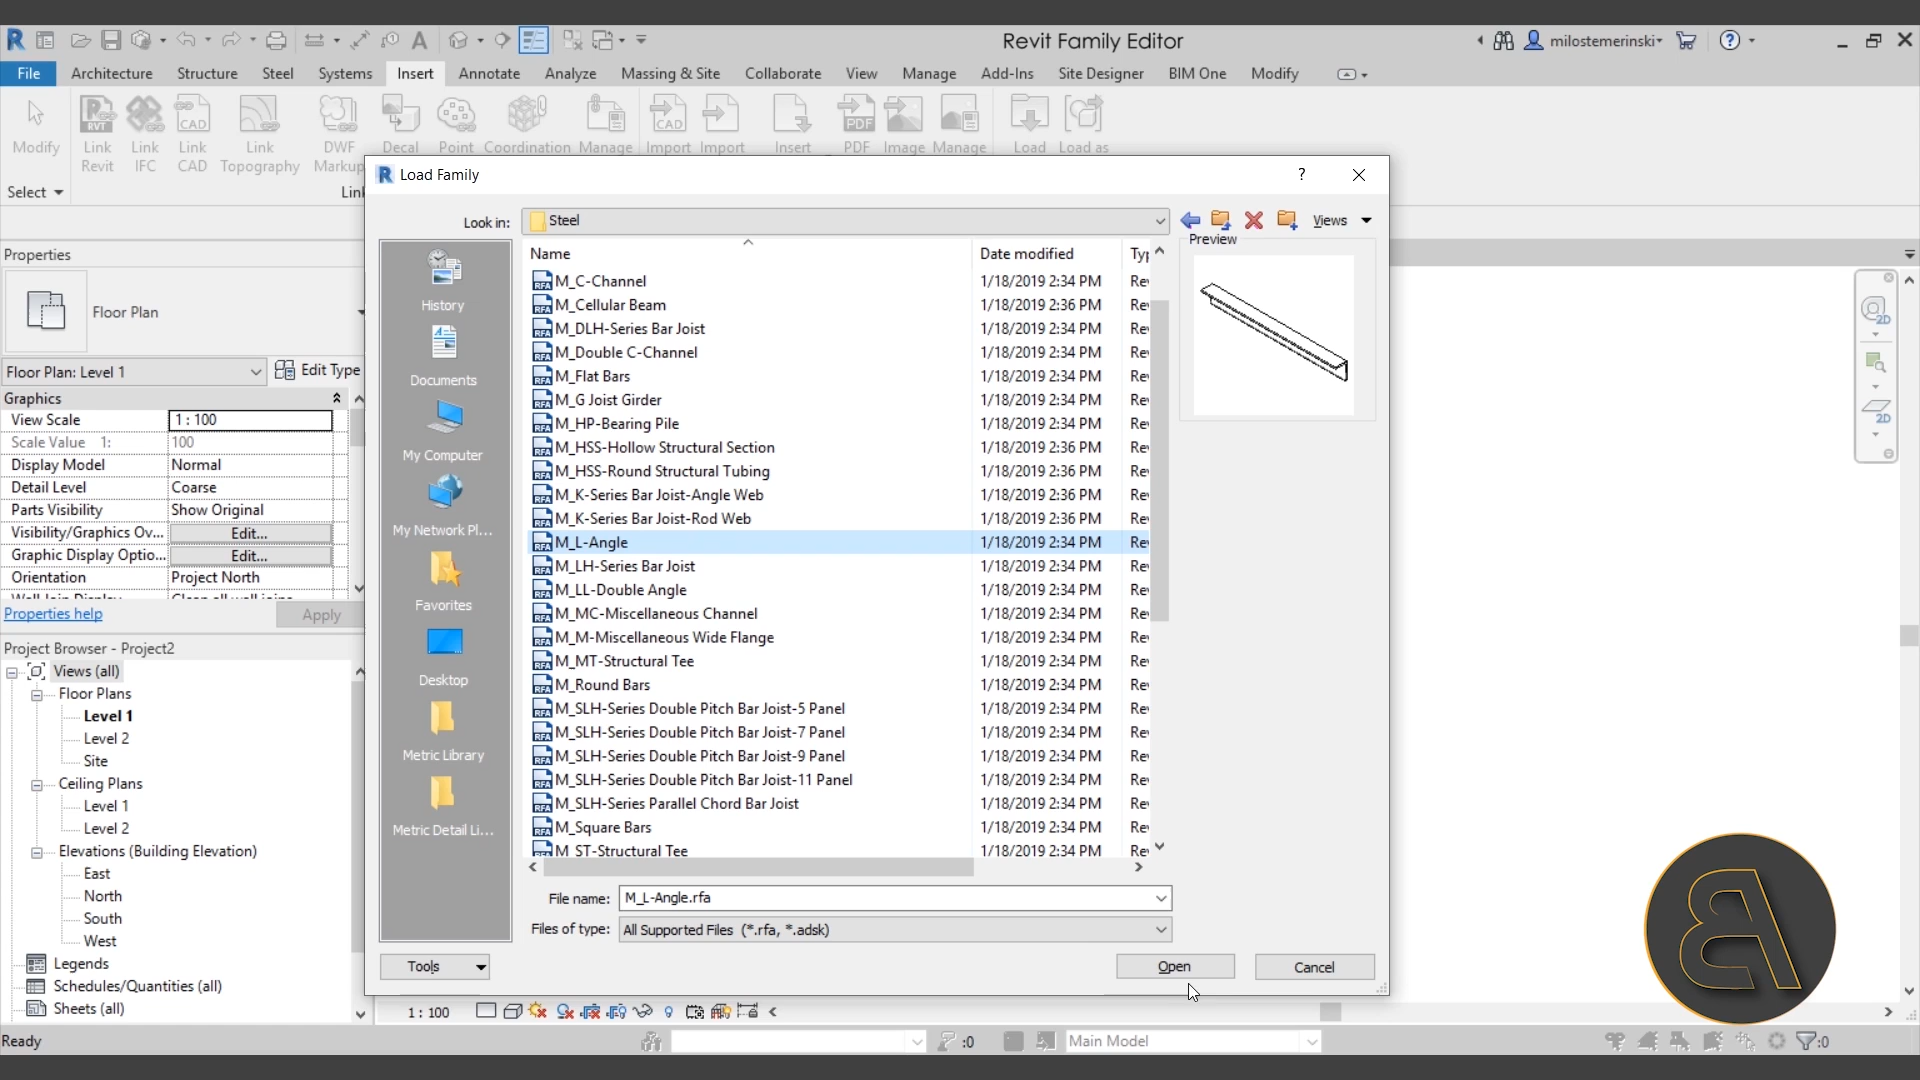 Revit Family Editor
milostemerinski
File Architecture Structure Steel Systems Insert Annotate Analyze Massing & Site Collaborate View Manage Add-Ins Site Designer BIM One Modify
Modify
Link Revit
Link IFC
Link CAD
Link Topography
DWF Markup
Decal
Point
Coordination
Manage
Import
Import
Insert
PDF
Image
Manage
Load
Load as
Select
Load Family
Look in: Steel
Views
History
Documents
My Computer
My Network Pl...
Favorites
Desktop
Metric Library
Metric Detail Li...
Name Date modified
M_C-Channel 1/18/2019 2:34 PM
M_Cellular Beam 1/18/2019 2:36 PM
M_DLH-Series Bar Joist 1/18/2019 2:34 PM
M_Double C-Channel 1/18/2019 2:34 PM
M_Flat Bars 1/18/2019 2:34 PM
M_G Joist Girder 1/18/2019 2:34 PM
M_HP-Bearing Pile 1/18/2019 2:34 PM
M_HSS-Hollow Structural Section 1/18/2019 2:36 PM
M_HSS-Round Structural Tubing 1/18/2019 2:36 PM
M_K-Series Bar Joist-Angle Web 1/18/2019 2:36 PM
M_K-Series Bar Joist-Rod Web 1/18/2019 2:36 PM
M_L-Angle 1/18/2019 2:34 PM
M_LH-Series Bar Joist 1/18/2019 2:34 PM
M_LL-Double Angle 1/18/2019 2:34 PM
M_MC-Miscellaneous Channel 1/18/2019 2:34 PM
M_M-Miscellaneous Wide Flange 1/18/2019 2:34 PM
M_MT-Structural Tee 1/18/2019 2:34 PM
M_Round Bars 1/18/2019 2:34 PM
M_SLH-Series Double Pitch Bar Joist-5 Panel 1/18/2019 2:34 PM
M_SLH-Series Double Pitch Bar Joist-7 Panel 1/18/2019 2:34 PM
M_SLH-Series Double Pitch Bar Joist-9 Panel 1/18/2019 2:34 PM
M_SLH-Series Double Pitch Bar Joist-11 Panel 1/18/2019 2:34 PM
M_SLH-Series Parallel Chord Bar Joist 1/18/2019 2:34 PM
M_Square Bars 1/18/2019 2:34 PM
M_ST-Structural Tee 1/18/2019 2:34 PM
Preview
File name: M_L-Angle.rfa
Files of type: All Supported Files (*.rfa, *.adsk)
Tools
Open
Cancel
Properties
Floor Plan
Floor Plan: Level 1
Edit Type
Graphics
View Scale 1 : 100
Scale Value 1: 100
Display Model Normal
Detail Level Coarse
Parts Visibility Show Original
Visibility/Graphics Ov... Edit...
Graphic Display Optio... Edit...
Orientation Project North
Properties help
Apply
Project Browser - Project2
Views (all)
Floor Plans
Level 1
Level 2
Site
Ceiling Plans
Level 1
Level 2
Elevations (Building Elevation)
East
North
South
West
Legends
Schedules/Quantities (all)
Sheets (all)
1 : 100
Ready
:0
Main Model
:0